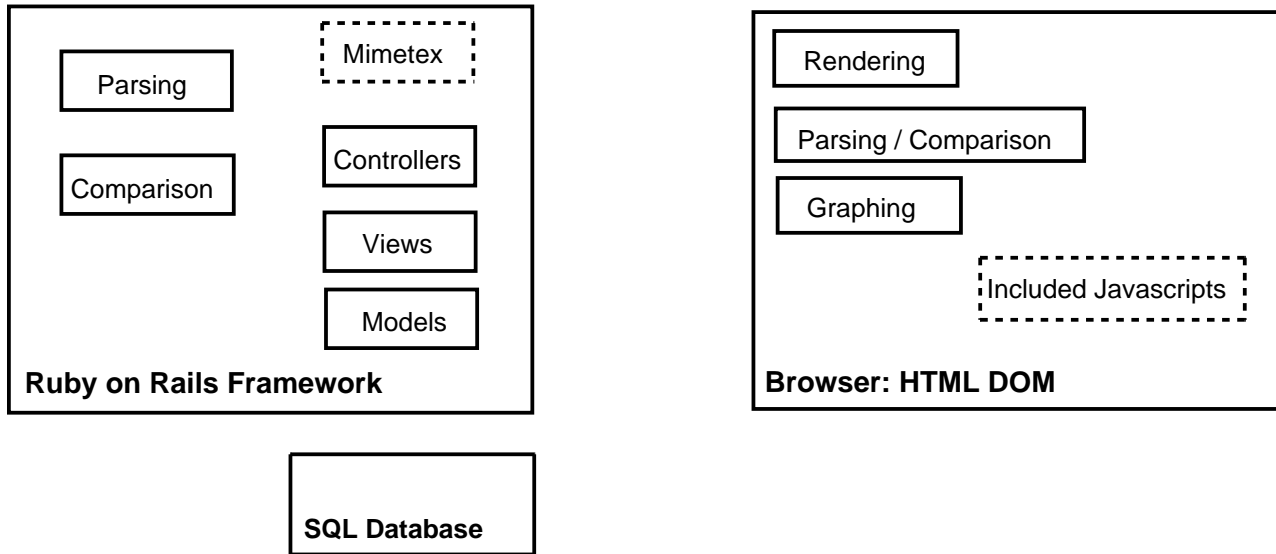 Mimetex
Parsing
Controllers
Comparison
Views
Models
Ruby on Rails Framework
SQL Database
Rendering
Parsing / Comparison
Graphing
Included Javascripts
Browser: HTML DOM